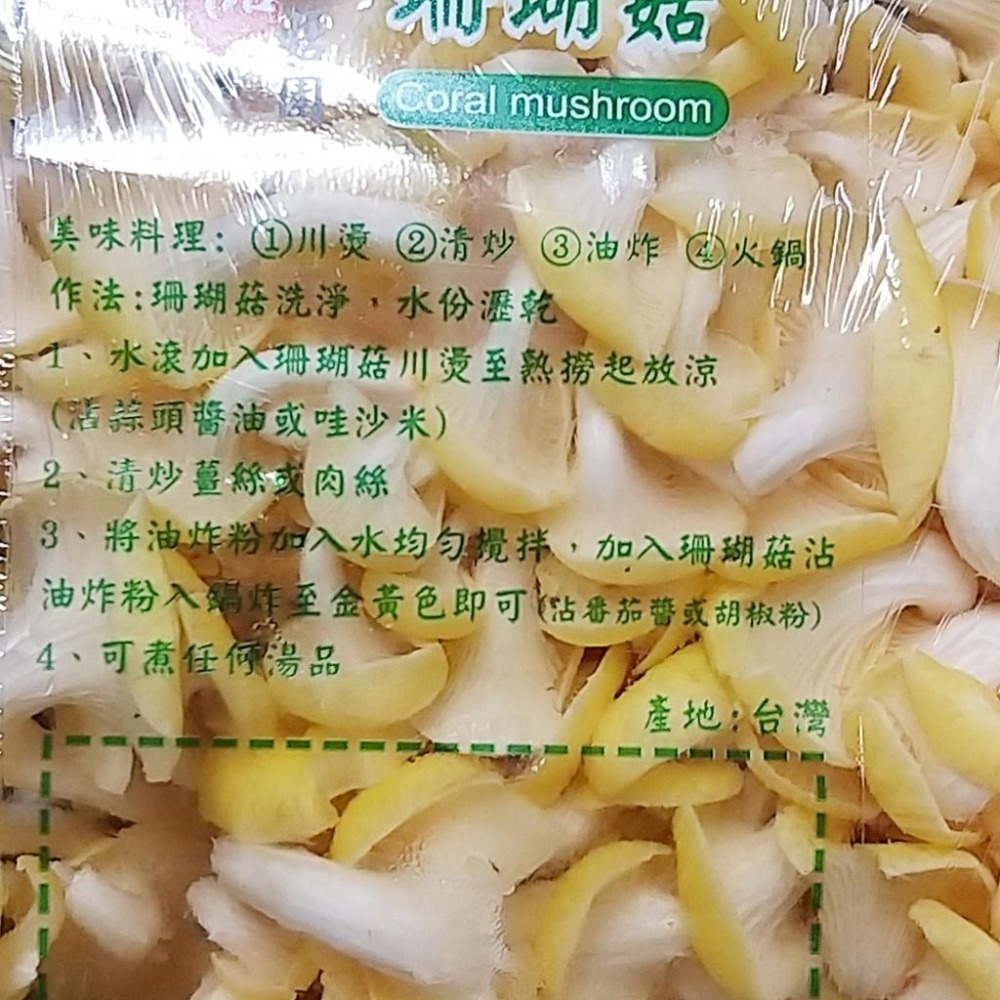 珊瑚菇
Coral mushroom
美味料理: ①川燙 ②清炒 ③油炸 ④火鍋
作法:珊瑚菇洗淨，水份瀝乾
1、水滾加入珊瑚菇川燙至熟撈起放涼
(沾蒜頭醬油或哇沙米)
2、清炒薑絲或肉絲
3、將油炸粉加入水均勻攪拌，加入珊瑚菇沾
油炸粉入鍋炸至金黃色即可(沾番茄醬或胡椒粉)
4、可煮任何湯品
產地:台灣